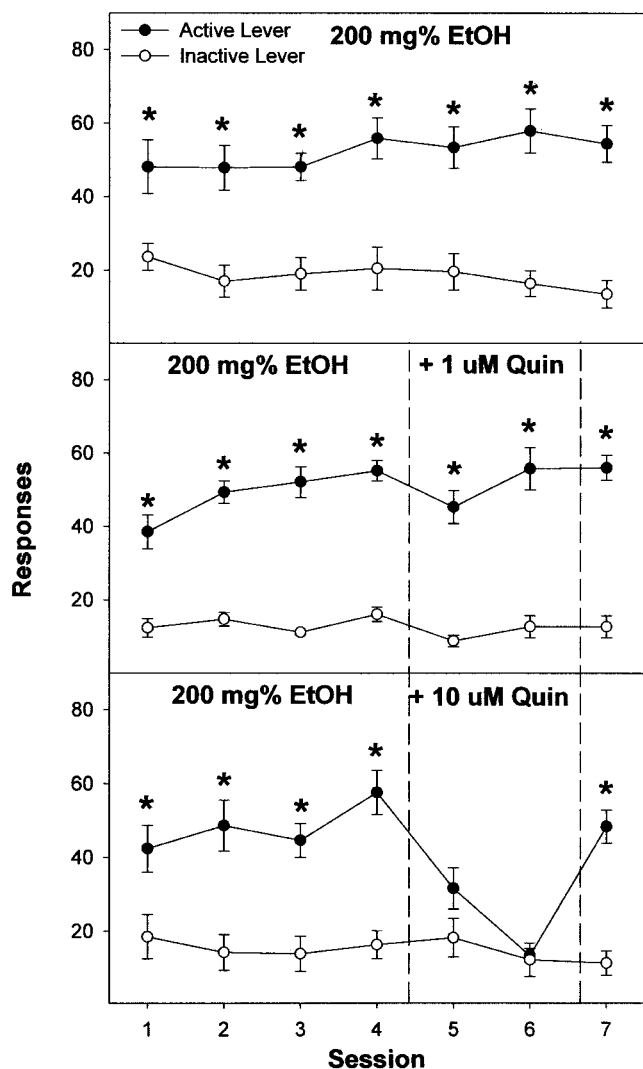 Active Lever
Inactive Lever
200 mg% EtOH
80
60
40
20
* * * * * * *
200 mg% EtOH
+ 1 uM Quin
80
60
40
20
* * * * * * *
Responses
200 mg% EtOH
+ 10 uM Quin
80
60
40
20
* * * * *
1 2 3 4 5 6 7
Session